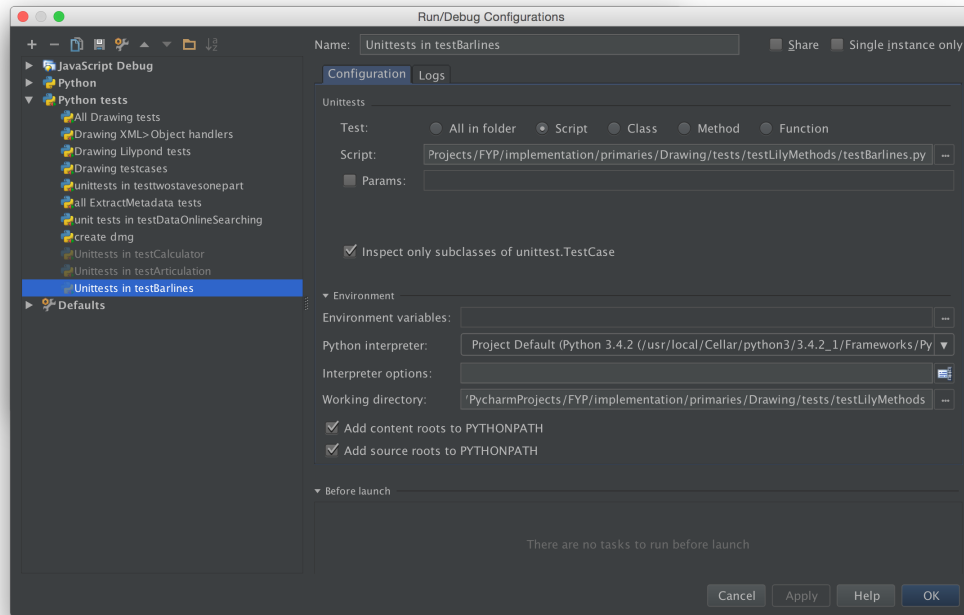 Run/Debug Configurations
Name: Unittests in testBarlines Share Single instance only
JavaScript Debug
Python
Python tests
All Drawing tests
Drawing XML>Object handlers
Drawing Lilypond tests
Drawing testcases
unittests in testtwostavesonepart
all ExtractMetadata tests
unit tests in testDataOnlineSearching
create dmg
Unittests in testCalculator
Unittests in testArticulation
Unittests in testBarlines
Defaults
Configuration Logs
Unittests
Test: All in folder Script Class Method Function
Script: Projects/FYP/implementation/primaries/Drawing/tests/testLilyMethods/testBarlines.py ...
Params:
Inspect only subclasses of unittest.TestCase
Environment
Environment variables: ...
Python interpreter: Project Default (Python 3.4.2 (/usr/local/Cellar/python3/3.4.2_1/Frameworks/Py
Interpreter options:
Working directory: 'PycharmProjects/FYP/implementation/primaries/Drawing/tests/testLilyMethods ...
Add content roots to PYTHONPATH
Add source roots to PYTHONPATH
Before launch
There are no tasks to run before launch
Cancel Apply Help OK